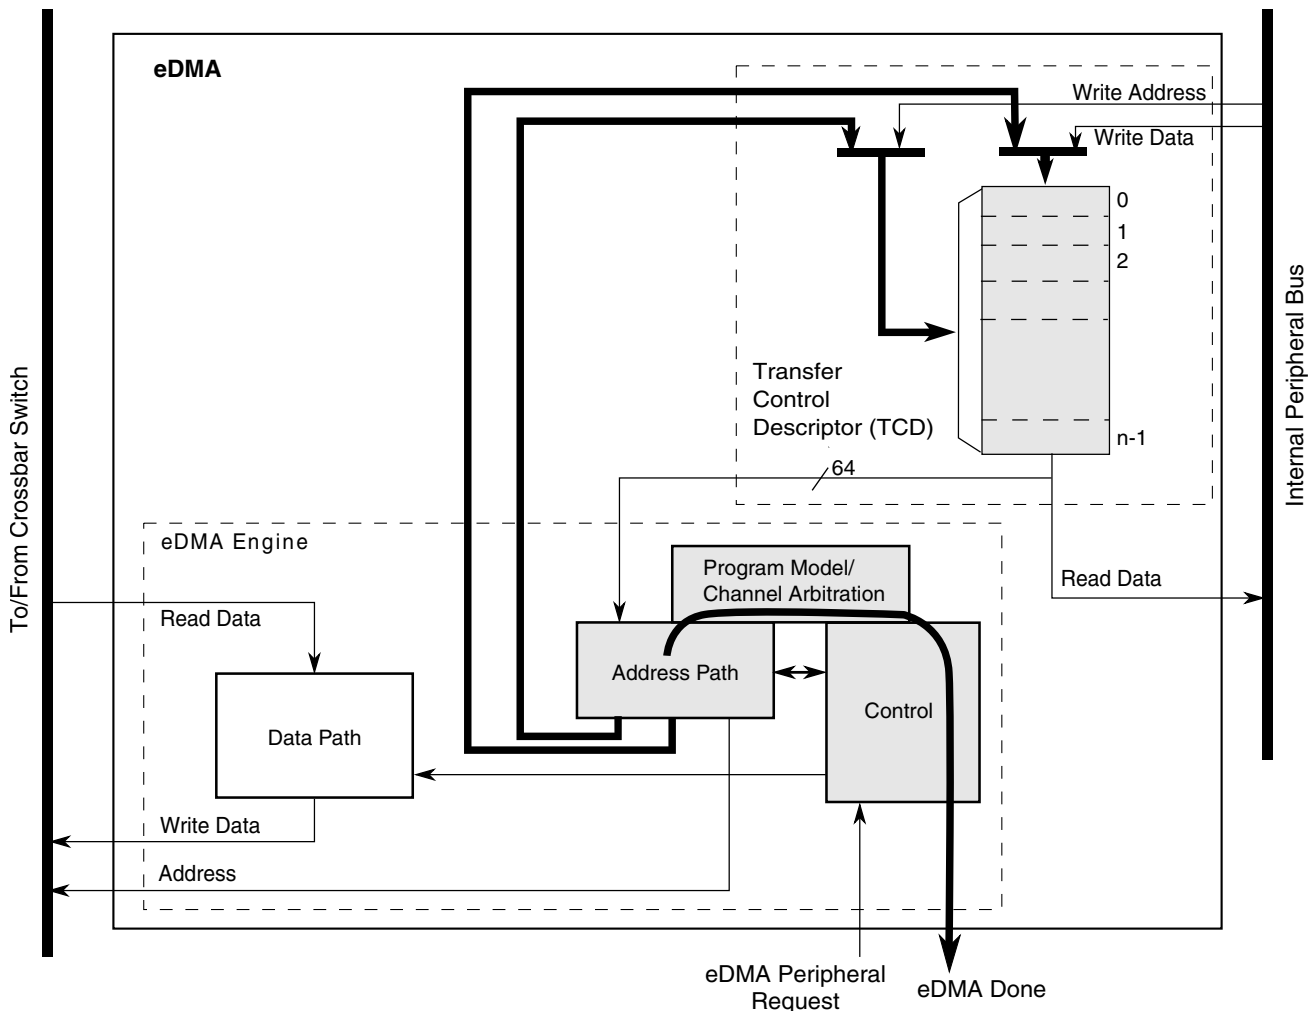 eDMA
Write Address
Write Data
0
1
2
n-1
Transfer
Control
Descriptor (TCD)
64
To/From Crossbar Switch
Internal Peripheral Bus
eDMA Engine
Program Model/
Channel Arbitration
Read Data
Read Data
Address Path
Control
Data Path
Write Data
Address
eDMA Peripheral
Request
eDMA Done